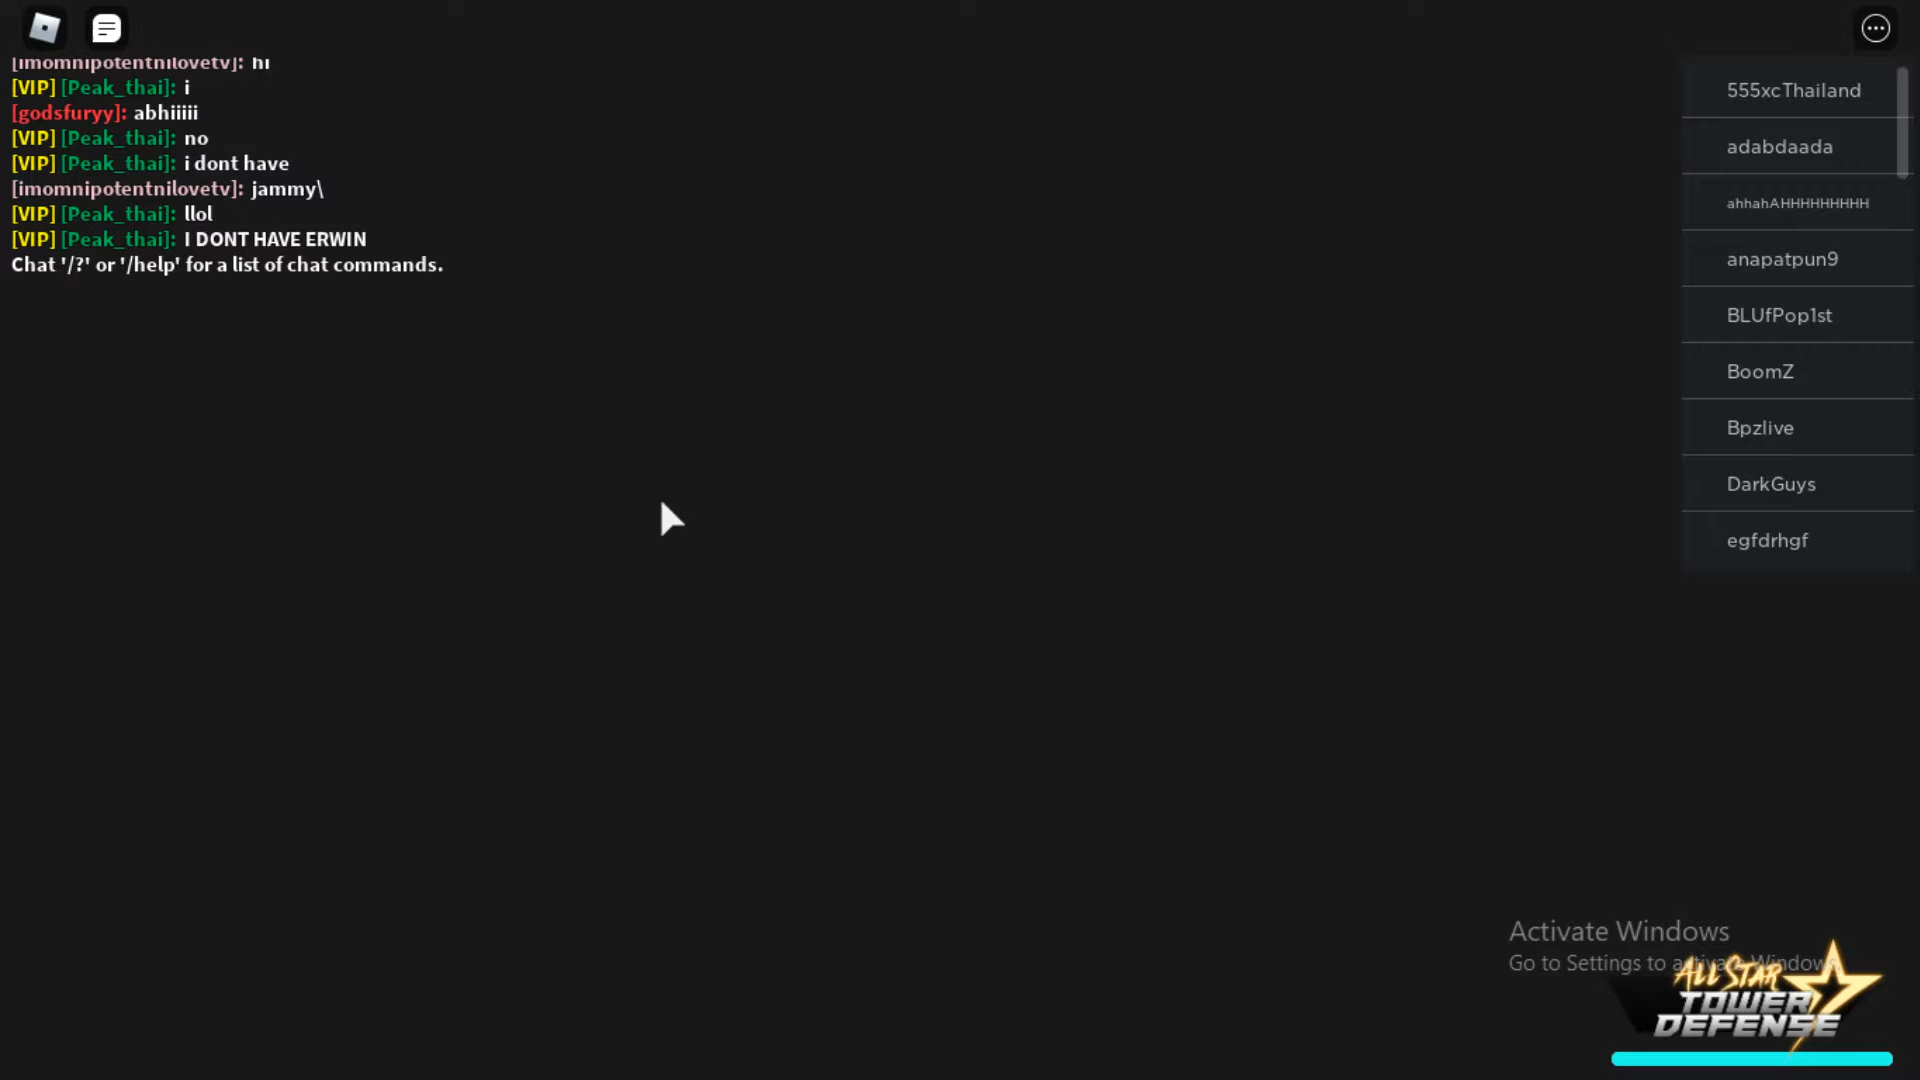 [imomnipotentnilovetv]: hi
[VIP] [Peak_thai]: i
[godsfuryy]: abhiiiii
[VIP] [Peak_thai]: no
[VIP] [Peak_thai]: i dont have
[imomnipotentnilovetv]: jammy\
[VIP] [Peak_thai]: llol
[VIP] [Peak_thai]: I DONT HAVE ERWIN
Chat '/?' or '/help' for a list of chat commands.
555xcThailand
adabdaada
ahhahAHHHHHHHHH
anapatpun9
BLUfPop1st
BoomZ
Bpzlive
DarkGuys
egfdrhgf
Activate Windows
Go to Settings to activate Windows.
ALL STAR
TOWER
DEFENSE